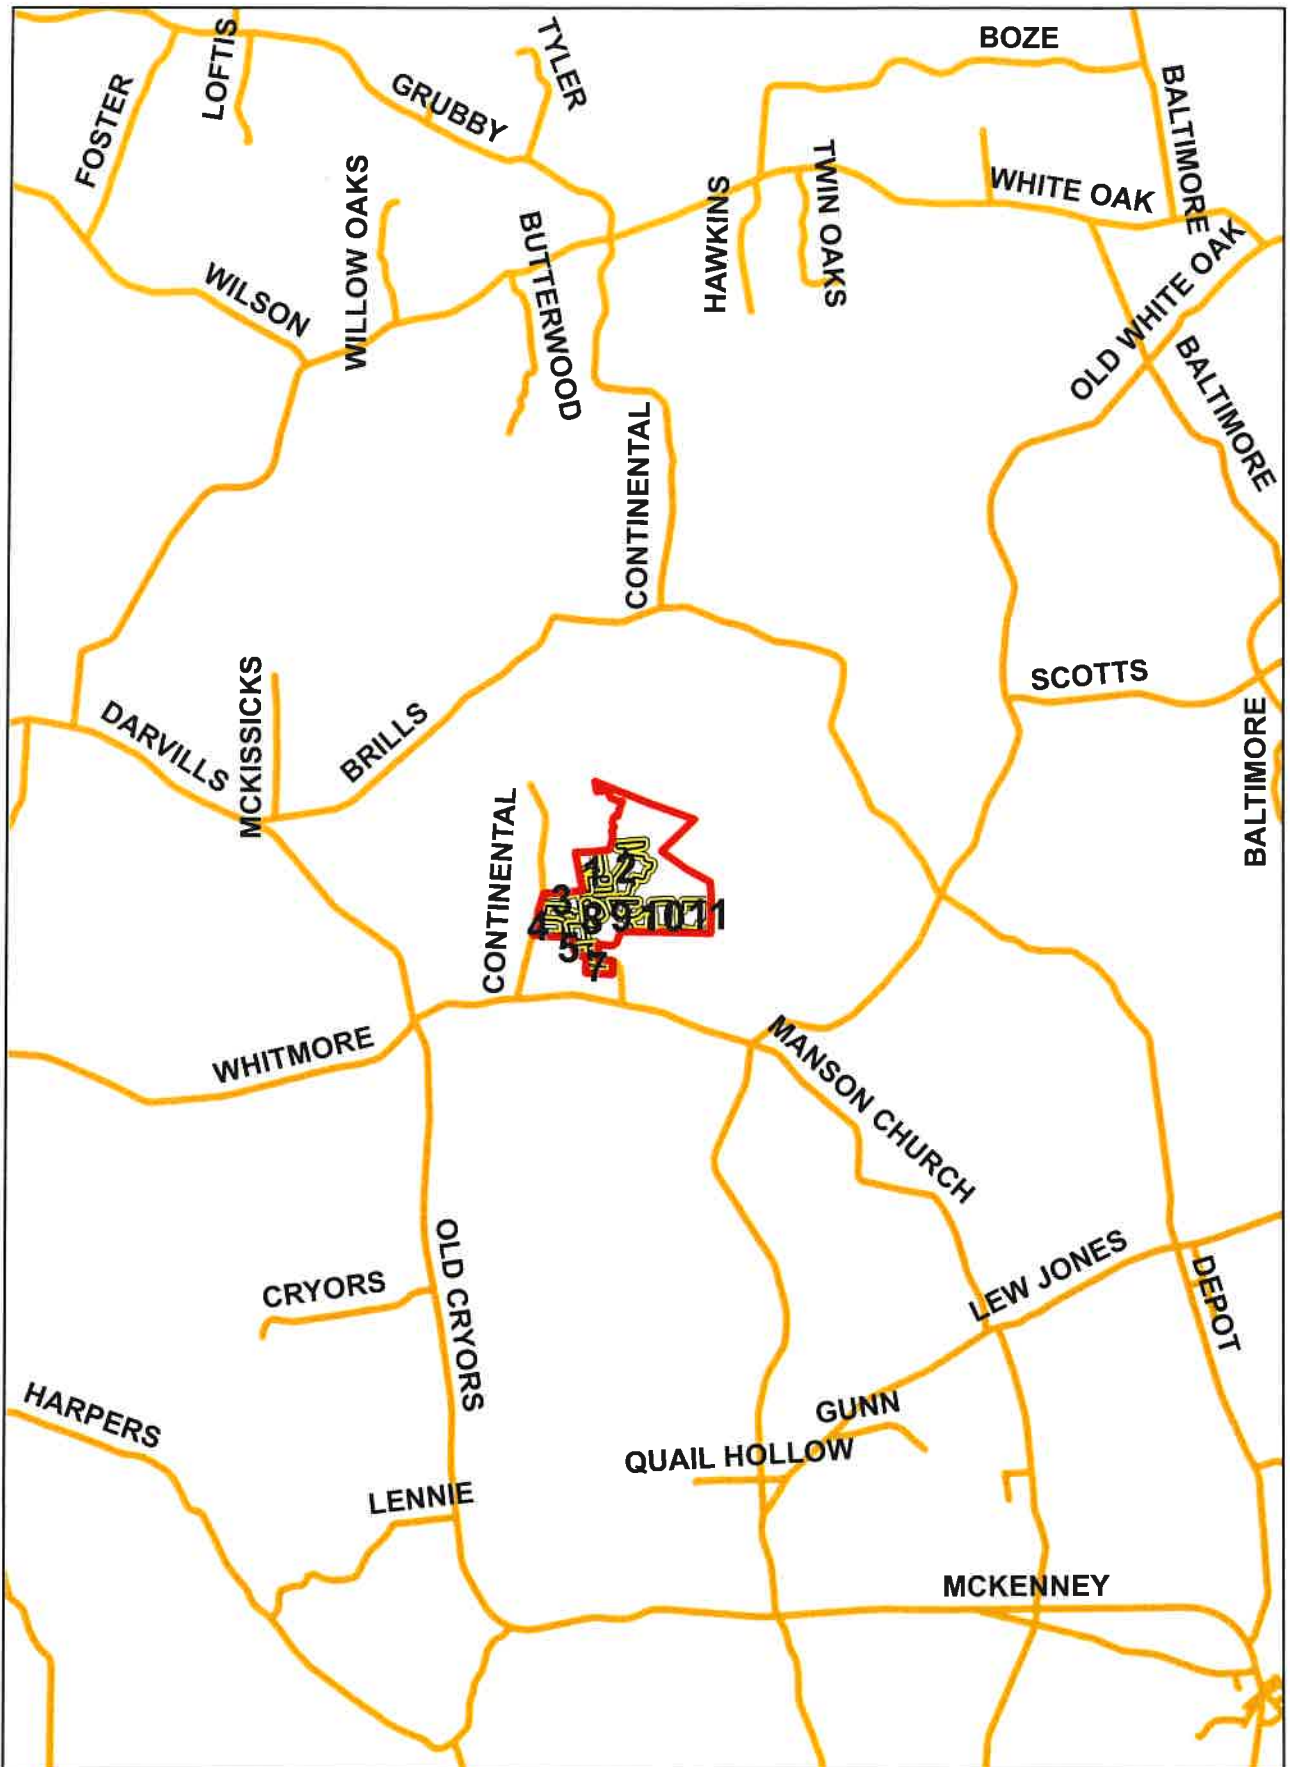 BOZE
TYLER
LOFTIS
FOSTER
GRUBBY
BALTIMORE
WILLOW OAKS
TWIN OAKS
WHITE OAK
HAWKINS
BUTTERWOOD
OLD WHITE OAK
WILSON
BALTIMORE
CONTINENTAL
SCOTTS
MCKISSICKS
DARVILLS
BRILLS
BALTIMORE
CONTINENTAL
1 2
3
4 8 9 10 11
5
7
WHITMORE
MANSON CHURCH
OLD CRYORS
LEW JONES
DEPOT
CRYORS
HARPERS
GUNN
QUAIL HOLLOW
LENNIE
MCKENNEY